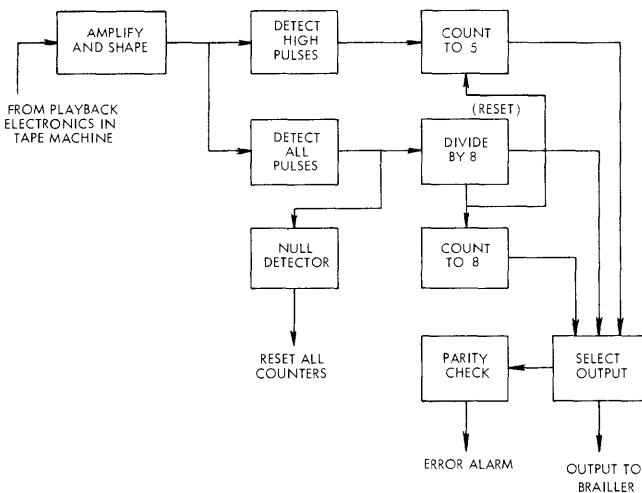 AMPLIFY
AND SHAPE
DETECT
HIGH
PULSES
COUNT
TO 5
FROM PLAYBACK
ELECTRONICS IN
TAPE MACHINE
(RESET)
DETECT
ALL
PULSES
DIVIDE
BY 8
NULL
DETECTOR
COUNT
TO 8
RESET ALL
COUNTERS
PARITY
CHECK
SELECT
OUTPUT
ERROR ALARM
OUTPUT TO
BRAILLER